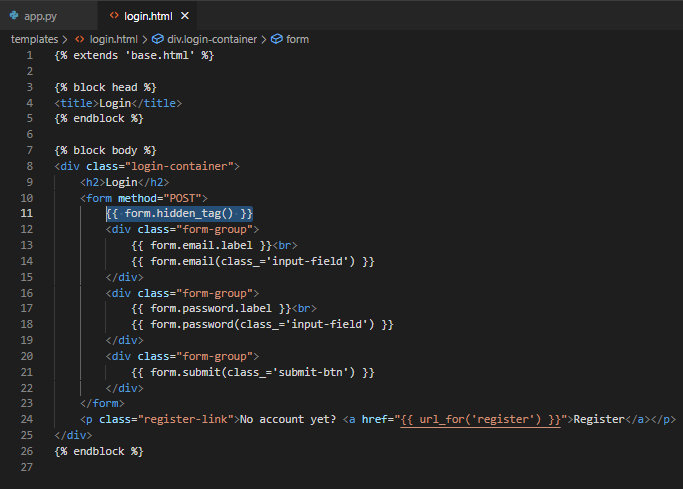 app.py login.html
templates > login.html > div.login-container > form
1 {% extends 'base.html' %}
2
3 {% block head %}
4 <title>Login</title>
5 {% endblock %}
6
7 {% block body %}
8 <div class="login-container">
9 <h2>Login</h2>
10 <form method="POST">
11 {{ form.hidden_tag() }}
12 <div class="form-group">
13 {{ form.email.label }}<br>
14 {{ form.email(class_='input-field') }}
15 </div>
16 <div class="form-group">
17 {{ form.password.label }}<br>
18 {{ form.password(class_='input-field') }}
19 </div>
20 <div class="form-group">
21 {{ form.submit(class_='submit-btn') }}
22 </div>
23 </form>
24 <p class="register-link">No account yet? <a href="{{ url_for('register') }}">Register</a></p>
25 </div>
26 {% endblock %}
27